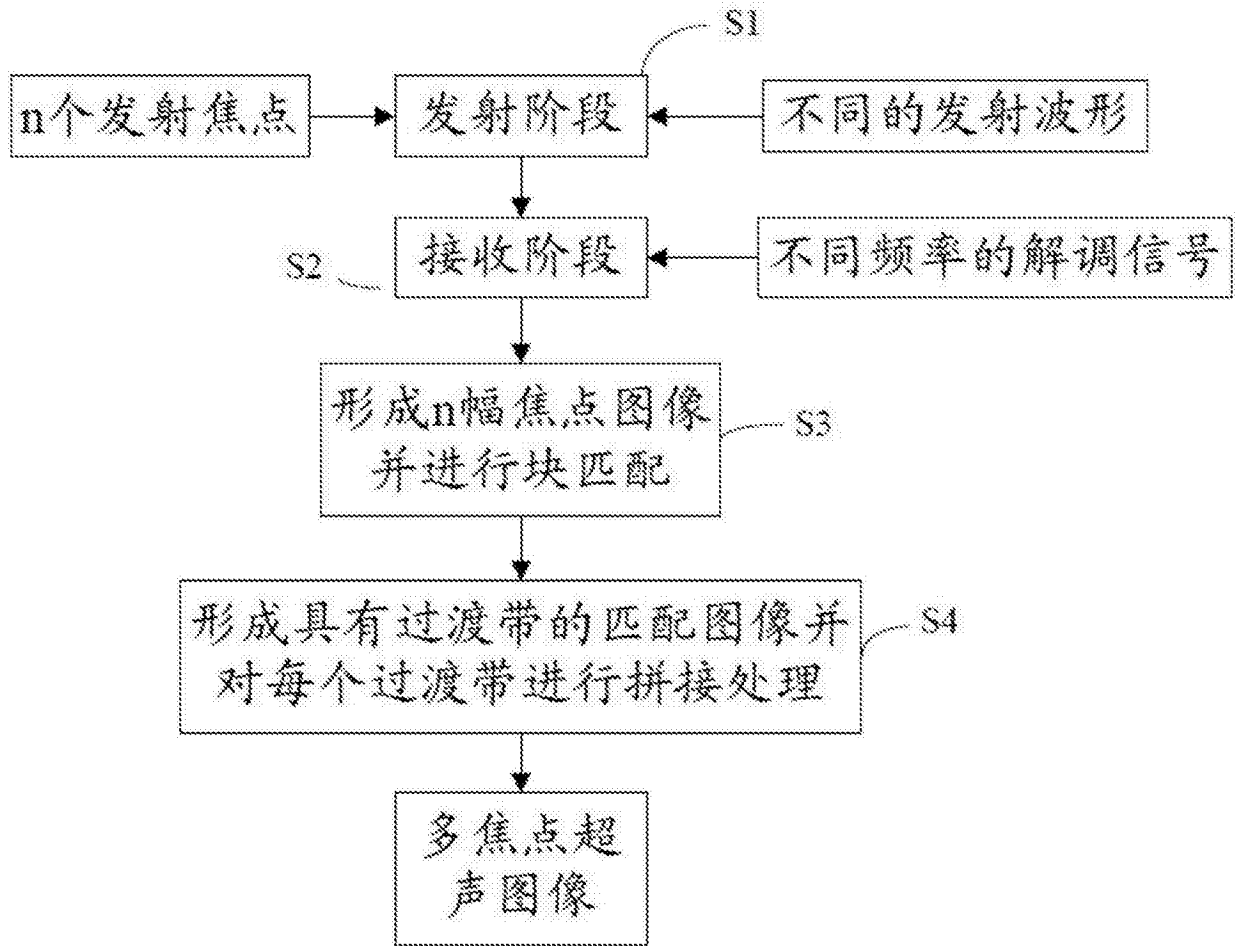 S1
n个发射焦点
发射阶段
不同的发射波形
S2
接收阶段
不同频率的解调信号
形成n幅焦点图像
并进行块匹配
S3
形成具有过渡带的匹配图像并
对每个过渡带进行拼接处理
S4
多焦点超
声图像